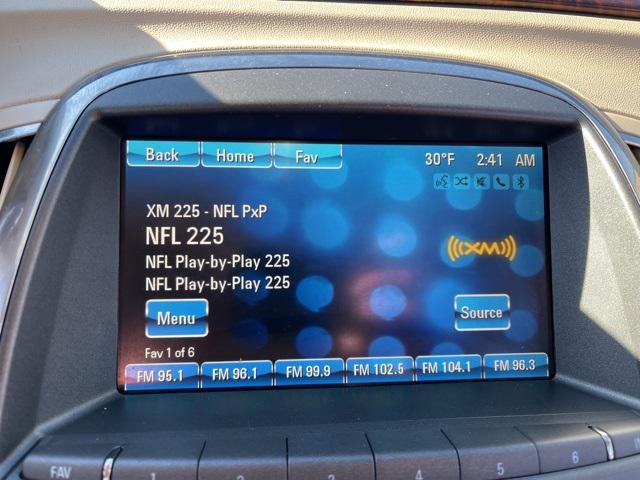 Back Home Fav 30°F 2:41 AM
XM 225 - NFL PxP
NFL 225
NFL Play-by-Play 225
NFL Play-by-Play 225
((XM))
Menu Source
Fav 1 of 6
FM 95.1 FM 96.1 FM 99.9 FM 102.5 FM 104.1 FM 96.3
FAV 1 2 3 4 5 6